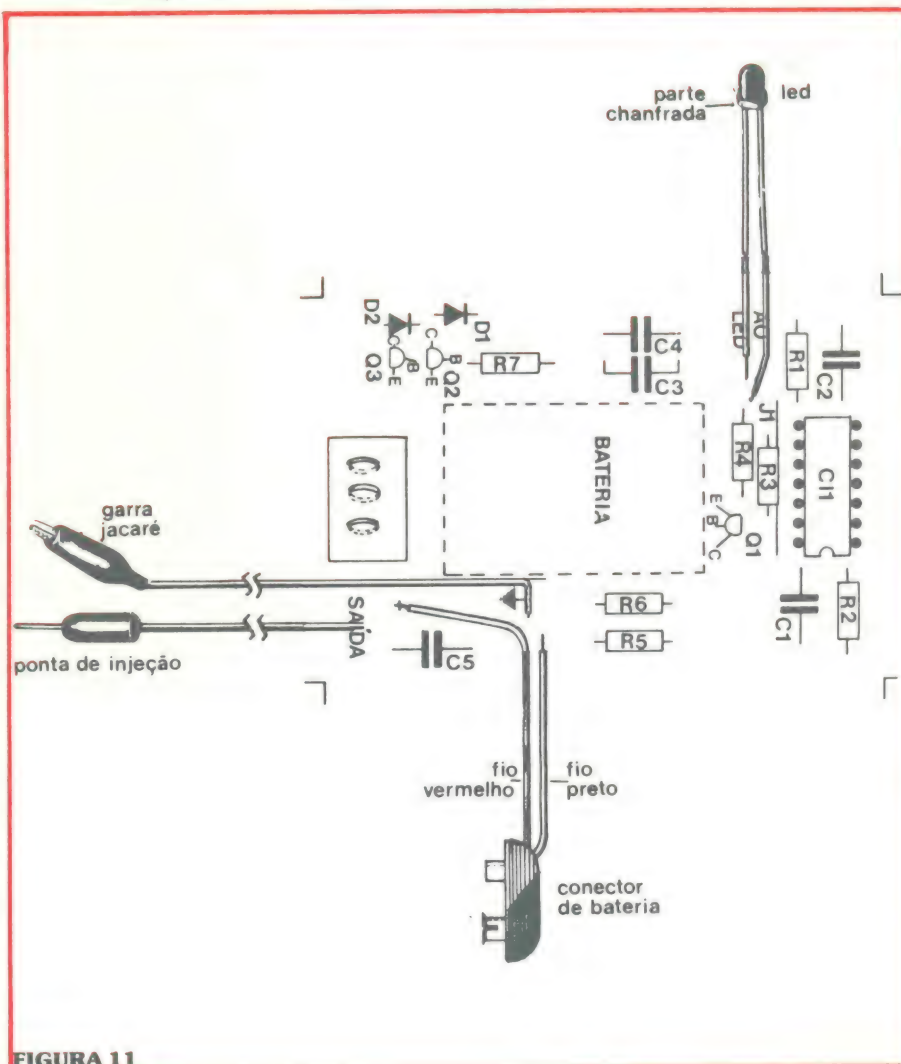 parte
chanfrada
led
D2
D1
C
B
E
Q3
C
B
E
Q2
R7
C4
C3
AO
LED
R1
C2
J1
R4
R3
CI1
BATERIA
E
B
C
Q1
garra
jacaré
SAÍDA
ponta de injeção
C5
R6
R5
C1
R2
fio
vermelho
fio
preto
conector
de bateria
FIGURA 11